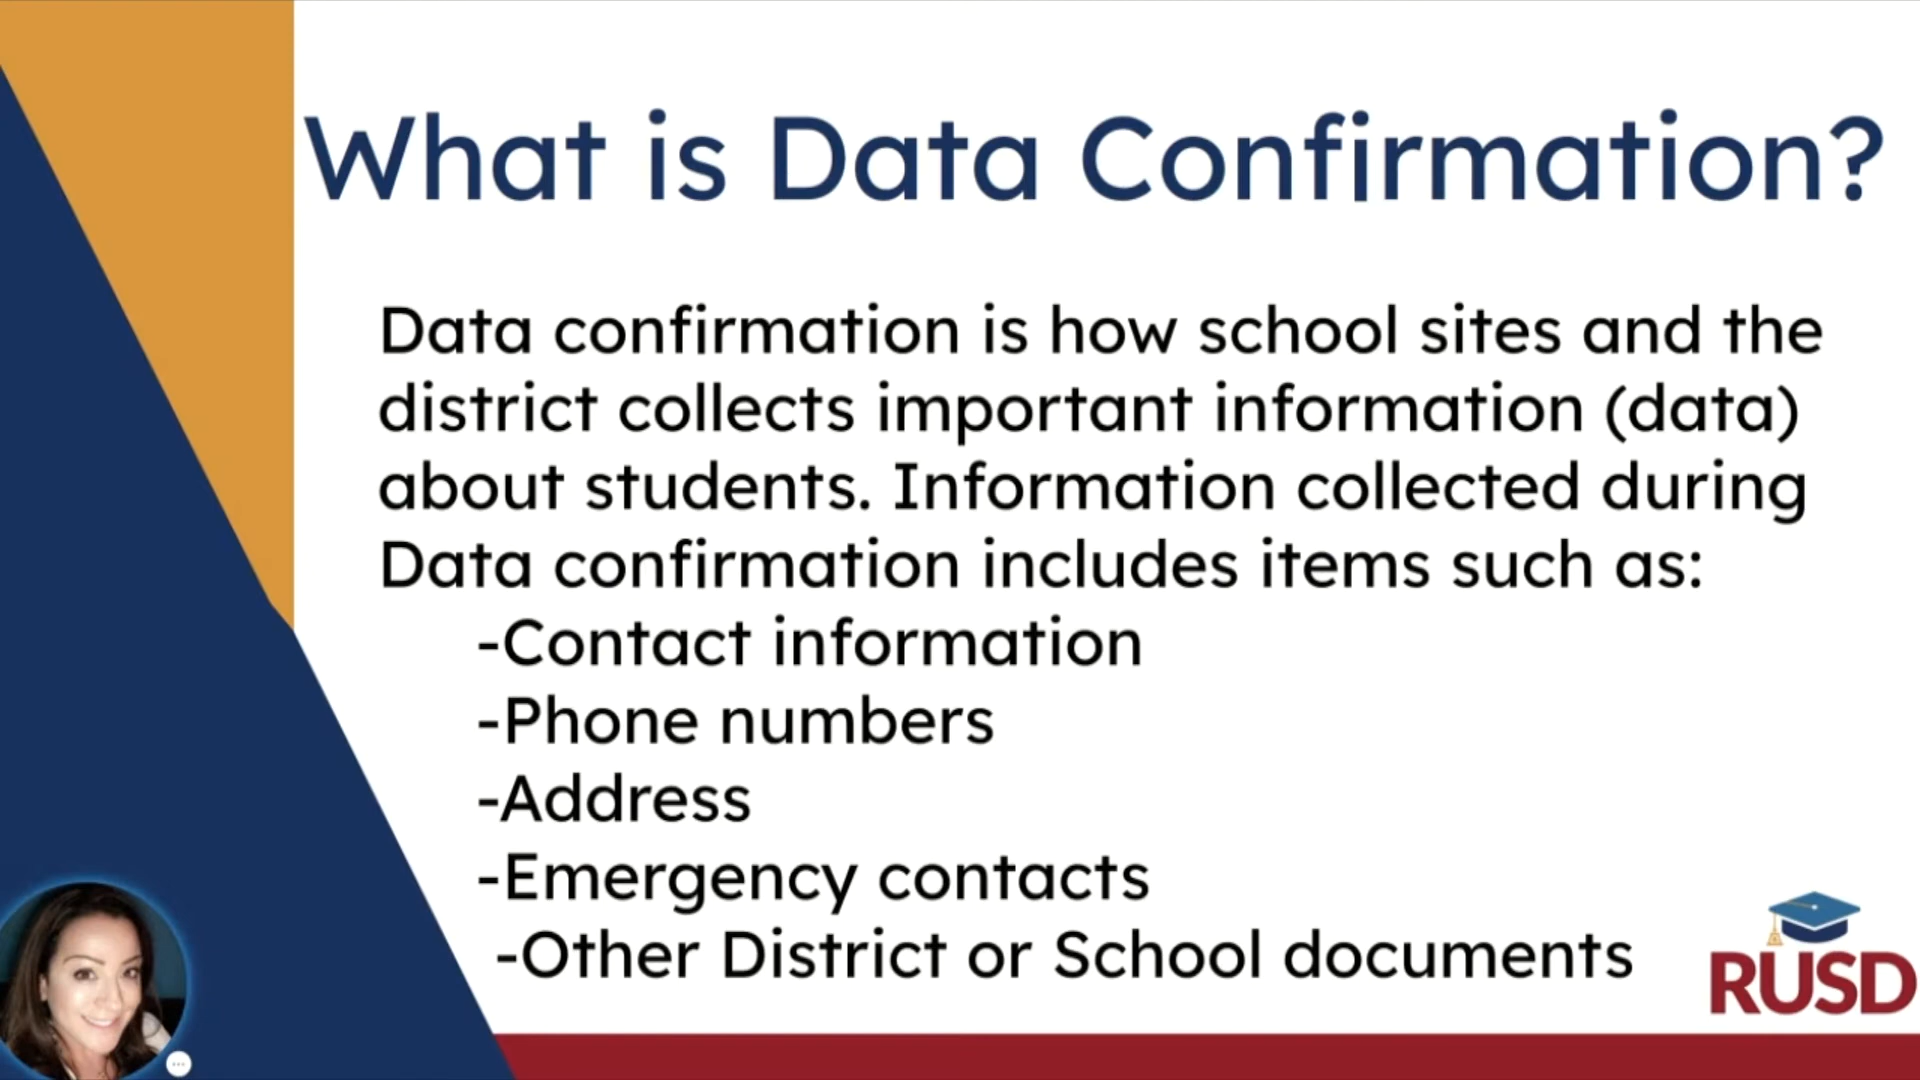 What is Data Confirmation?
Data confirmation is how school sites and the
district collects important information (data)
about students. Information collected during
Data confirmation includes items such as:
-Contact information
-Phone numbers
-Address
-Emergency contacts
-Other District or School documents
RUSD